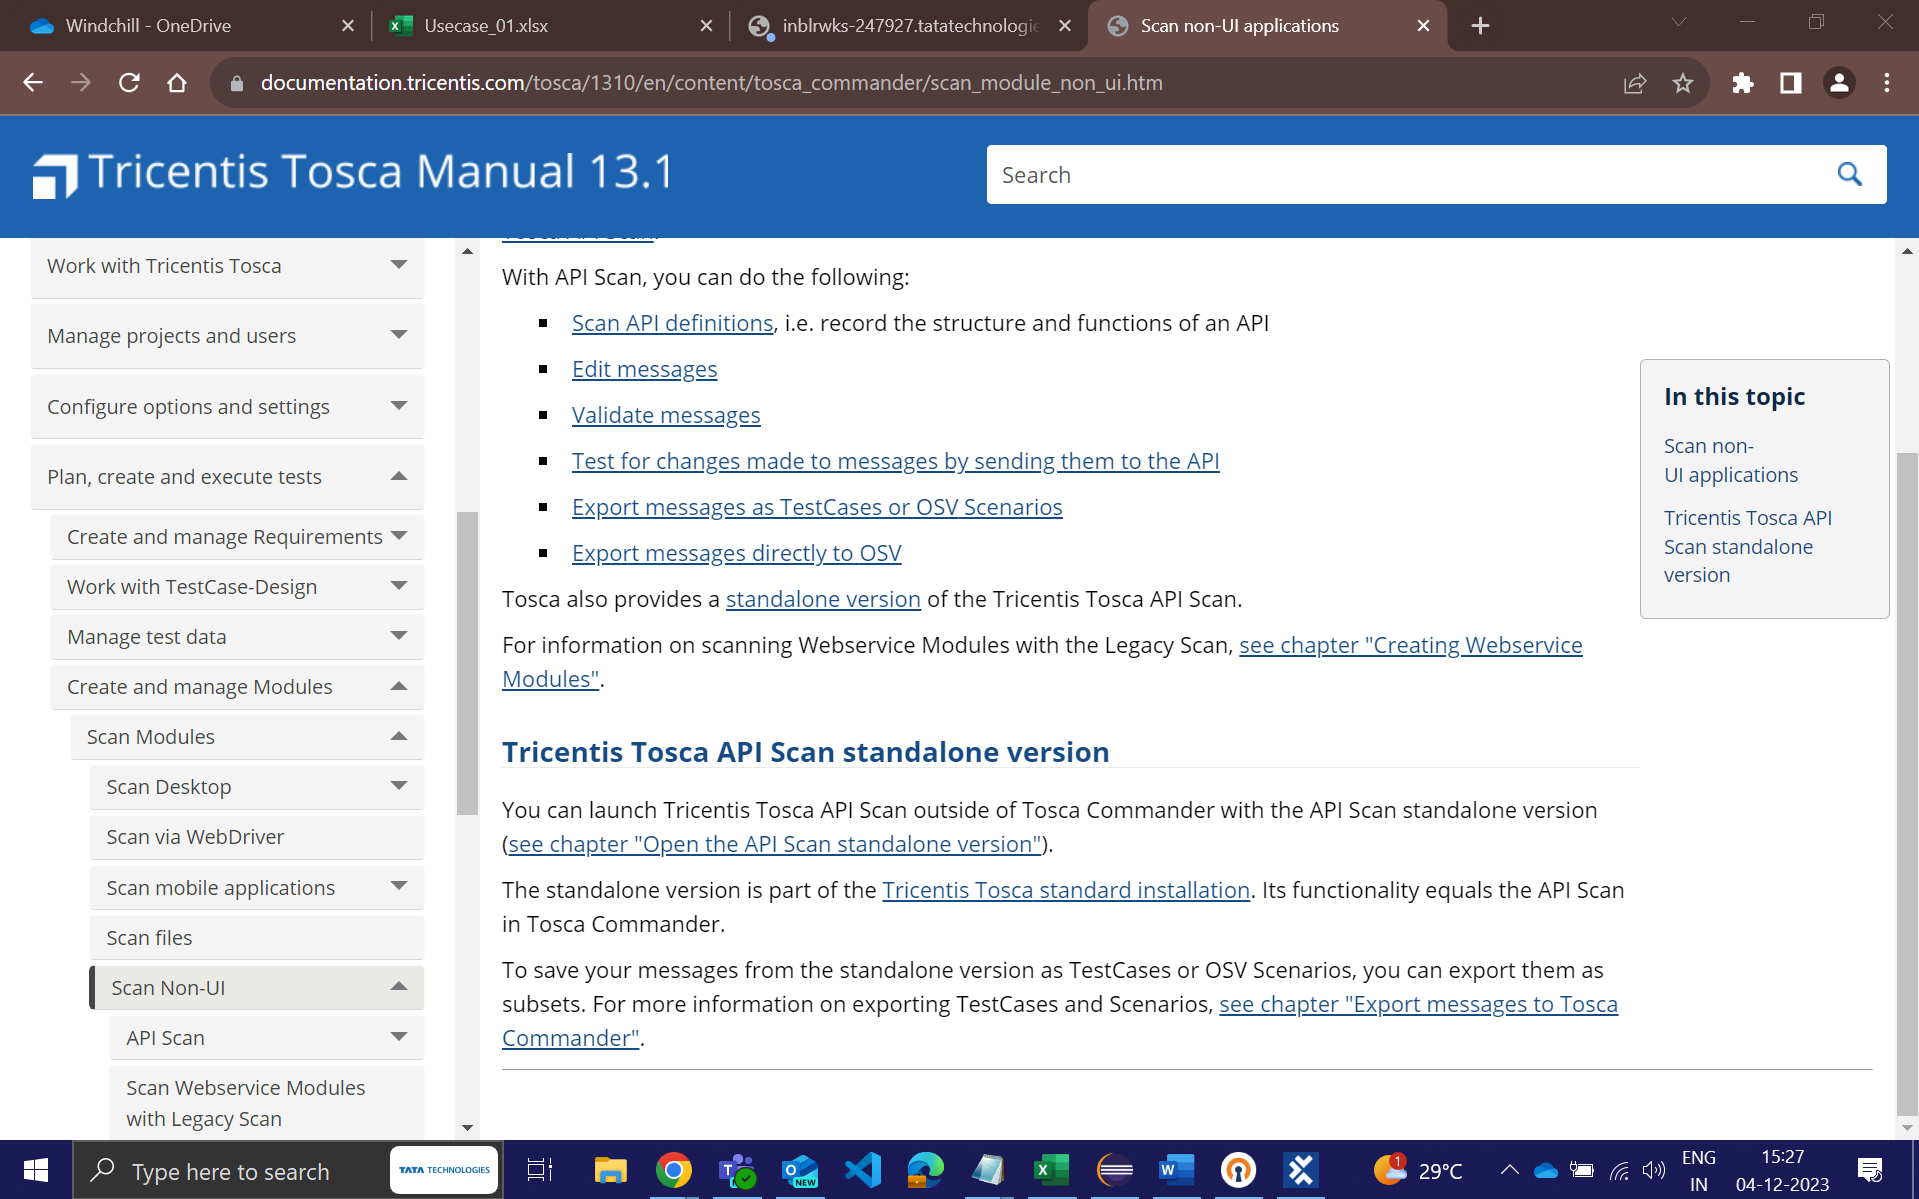 Windchill - OneDrive
Usecase_01.xlsx
inblrwks-247927.tatatechnologie
Scan non-UI applications
documentation.tricentis.com/tosca/1310/en/content/tosca_commander/scan_module_non_ui.htm
Tricentis Tosca Manual 13.1
Search
Work with Tricentis Tosca
Manage projects and users
Configure options and settings
Plan, create and execute tests
Create and manage Requirements
Work with TestCase-Design
Manage test data
Create and manage Modules
Scan Modules
Scan Desktop
Scan via WebDriver
Scan mobile applications
Scan files
Scan Non-UI
API Scan
Scan Webservice Modules
with Legacy Scan
With API Scan, you can do the following:
Scan API definitions, i.e. record the structure and functions of an API
Edit messages
Validate messages
Test for changes made to messages by sending them to the API
Export messages as TestCases or OSV Scenarios
Export messages directly to OSV
Tosca also provides a standalone version of the Tricentis Tosca API Scan.
For information on scanning Webservice Modules with the Legacy Scan, see chapter "Creating Webservice
Modules".
Tricentis Tosca API Scan standalone version
You can launch Tricentis Tosca API Scan outside of Tosca Commander with the API Scan standalone version
(see chapter "Open the API Scan standalone version").
The standalone version is part of the Tricentis Tosca standard installation. Its functionality equals the API Scan
in Tosca Commander.
To save your messages from the standalone version as TestCases or OSV Scenarios, you can export them as
subsets. For more information on exporting TestCases and Scenarios, see chapter "Export messages to Tosca
Commander".
In this topic
Scan non-
UI applications
Tricentis Tosca API
Scan standalone
version
Type here to search
TATA TECHNOLOGIES
NEW
1
29°C
ENG
IN
15:27
04-12-2023